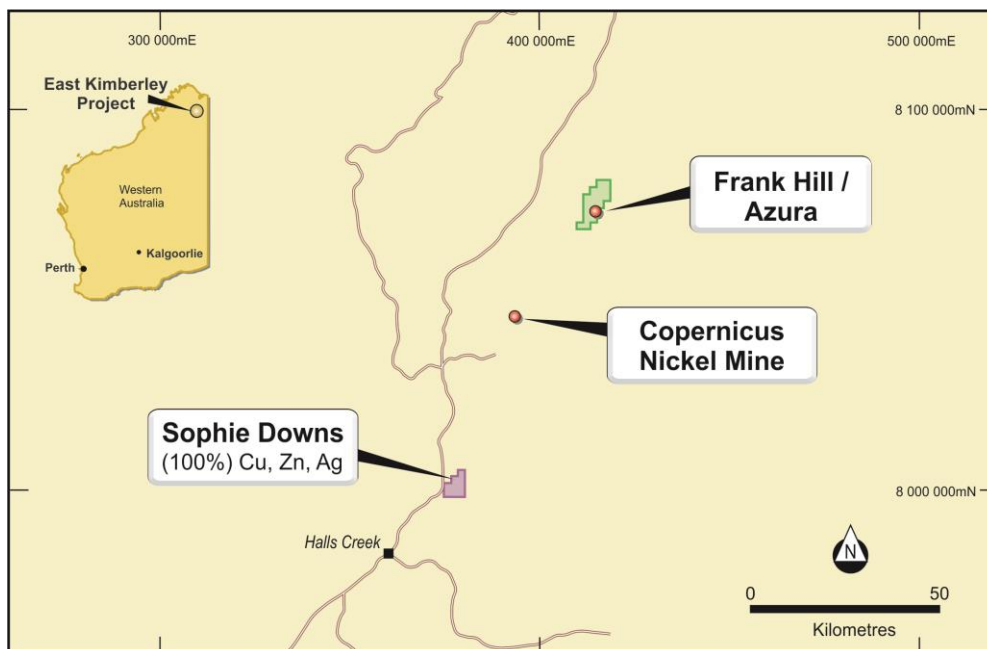 300 000mE
400 000mE
500 000mE
East Kimberley
Project
8 100 000mN
Western
Australia
Kalgoorlie
Perth
Frank Hill /
Azura
Copernicus
Nickel Mine
Sophie Downs
(100%) Cu, Zn, Ag
8 000 000mN
Halls Creek
N
0
50
Kilometres